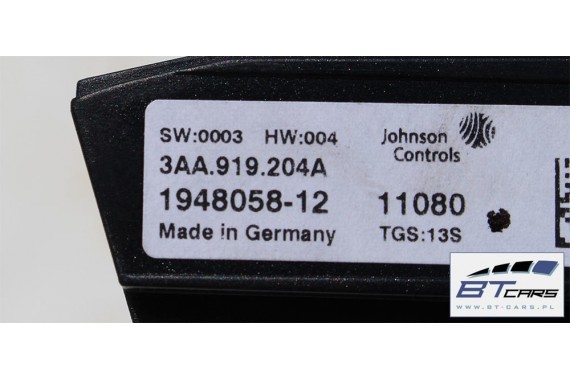 SW:0003 HW:004 Johnson
Controls
3AA.919.204A
1948058-12 11080
Made in Germany TGS:13S
BT CARS
WWW.BT-CARS.PL